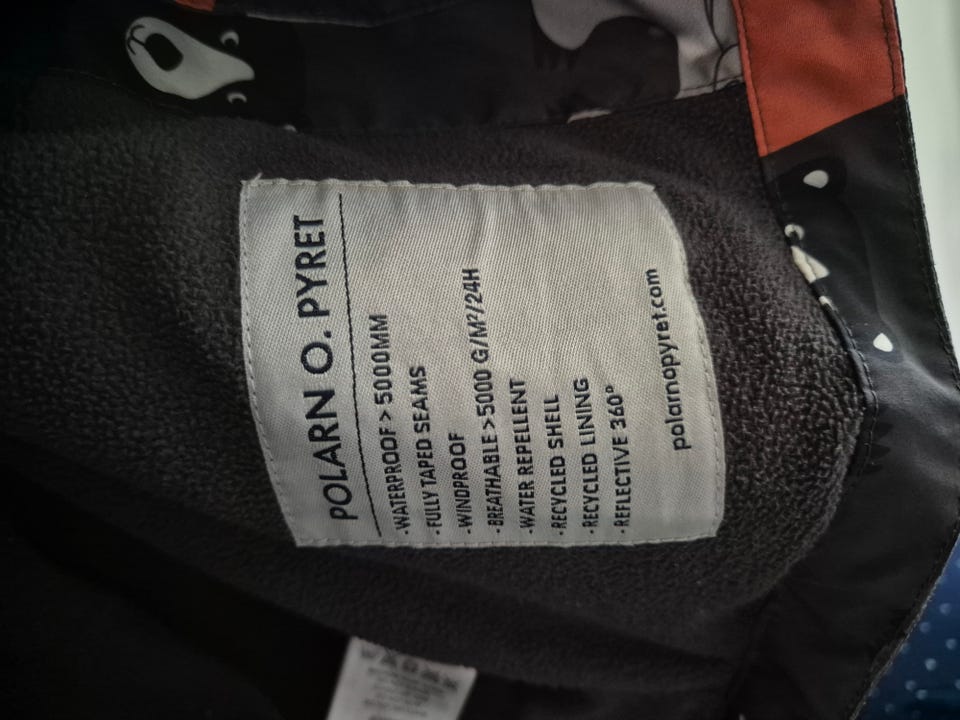 POLARN O. PYRET
·WATERPROOF > 5000MM
·FULLY TAPED SEAMS
·WINDPROOF
·BREATHABLE >5000 G/M²/24H
·WATER REPELLENT
·RECYCLED SHELL
·RECYCLED LINING
·REFLECTIVE 360°
polarnopyret.com